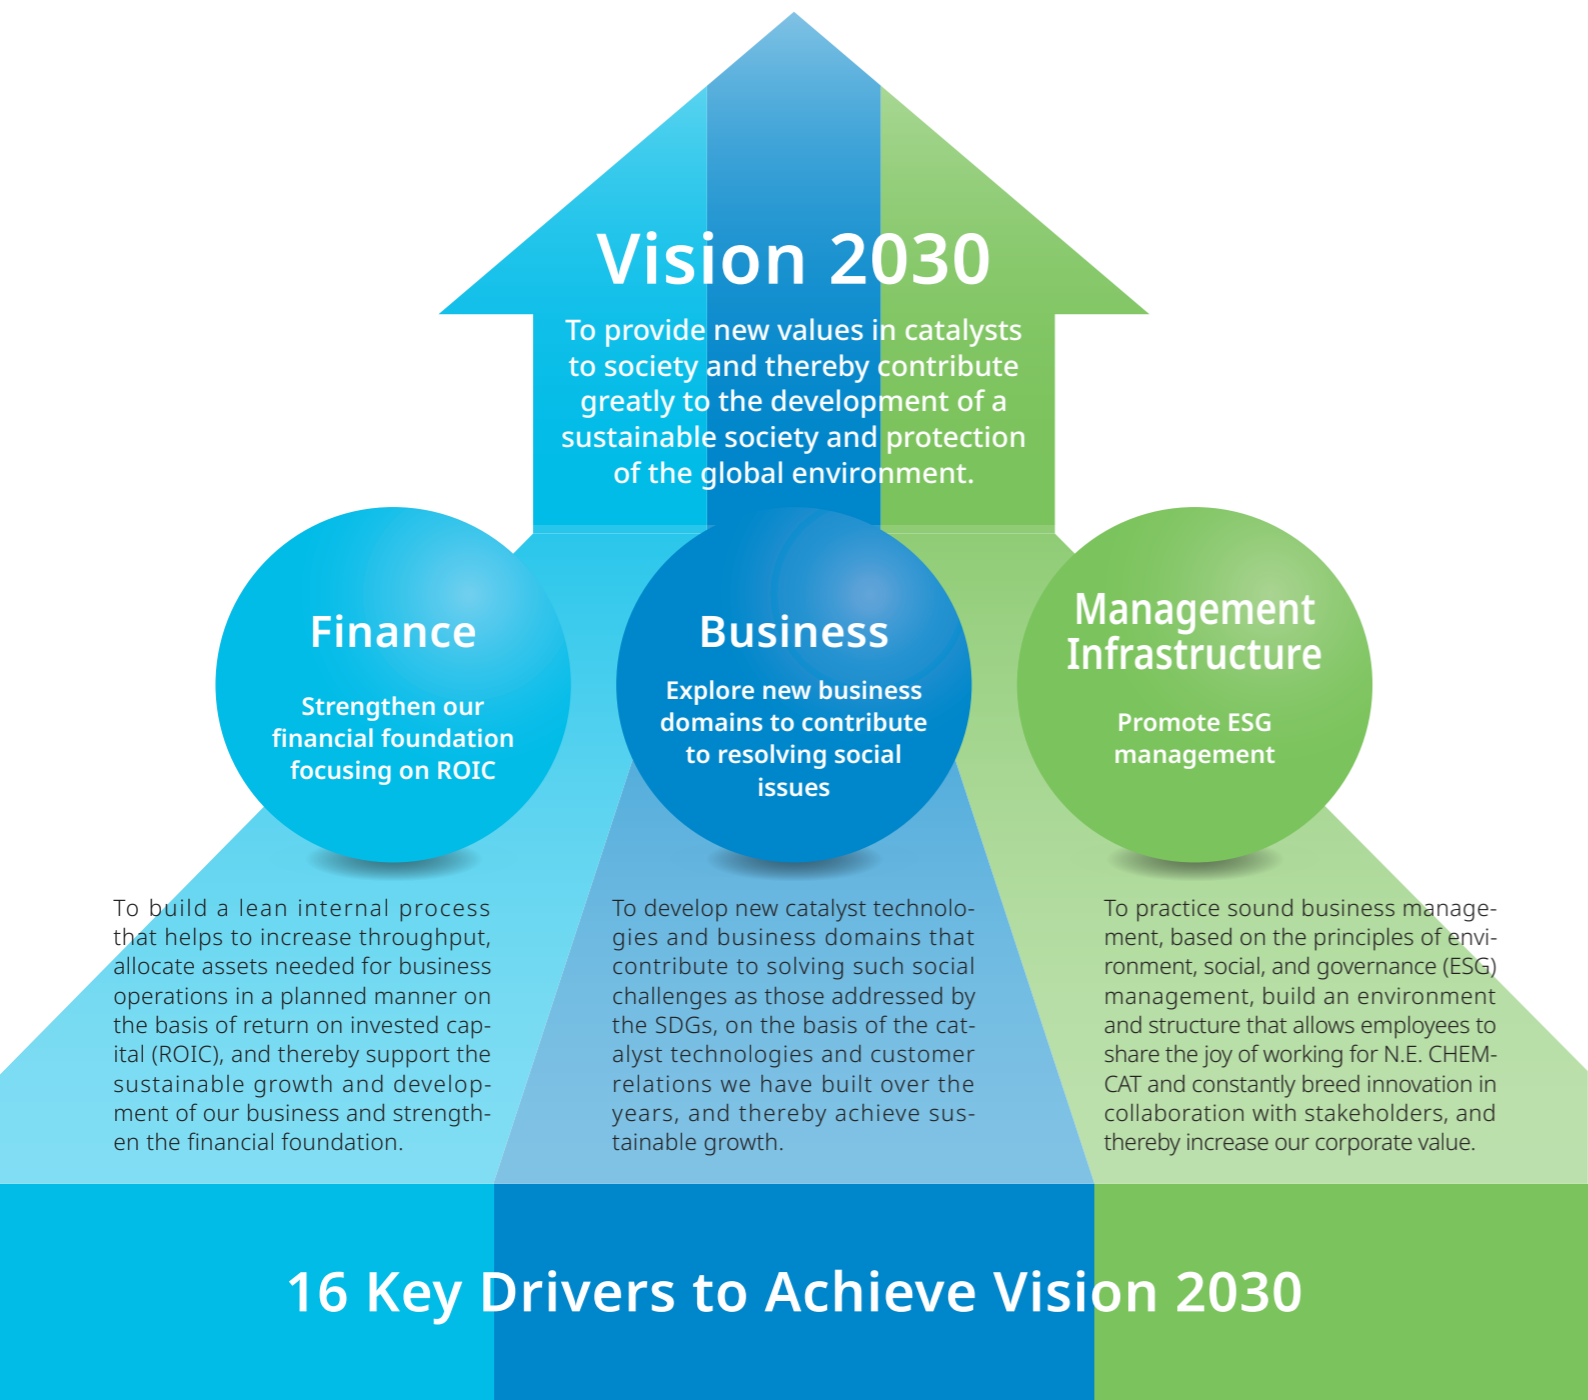 Vision 2030
To provide new values in catalysts
to society and thereby contribute
greatly to the development of a
sustainable society and protection
of the global environment.
Finance
Strengthen our
financial foundation
focusing on ROIC
Business
Explore new business
domains to contribute
to resolving social
issues
Management
Infrastructure
Promote ESG
management
To build a lean internal process
that helps to increase throughput,
allocate assets needed for business
operations in a planned manner on
the basis of return on invested cap-
ital (ROIC), and thereby support the
sustainable growth and develop-
ment of our business and strength-
en the financial foundation.
To develop new catalyst technolo-
gies and business domains that
contribute to solving such social
challenges as those addressed by
the SDGs, on the basis of the cat-
alyst technologies and customer
relations we have built over the
years, and thereby achieve sus-
tainable growth.
To practice sound business manage-
ment, based on the principles of envi-
ronment, social, and governance (ESG)
management, build an environment
and structure that allows employees to
share the joy of working for N.E. CHEM-
CAT and constantly breed innovation in
collaboration with stakeholders, and
thereby increase our corporate value.
16 Key Drivers to Achieve Vision 2030